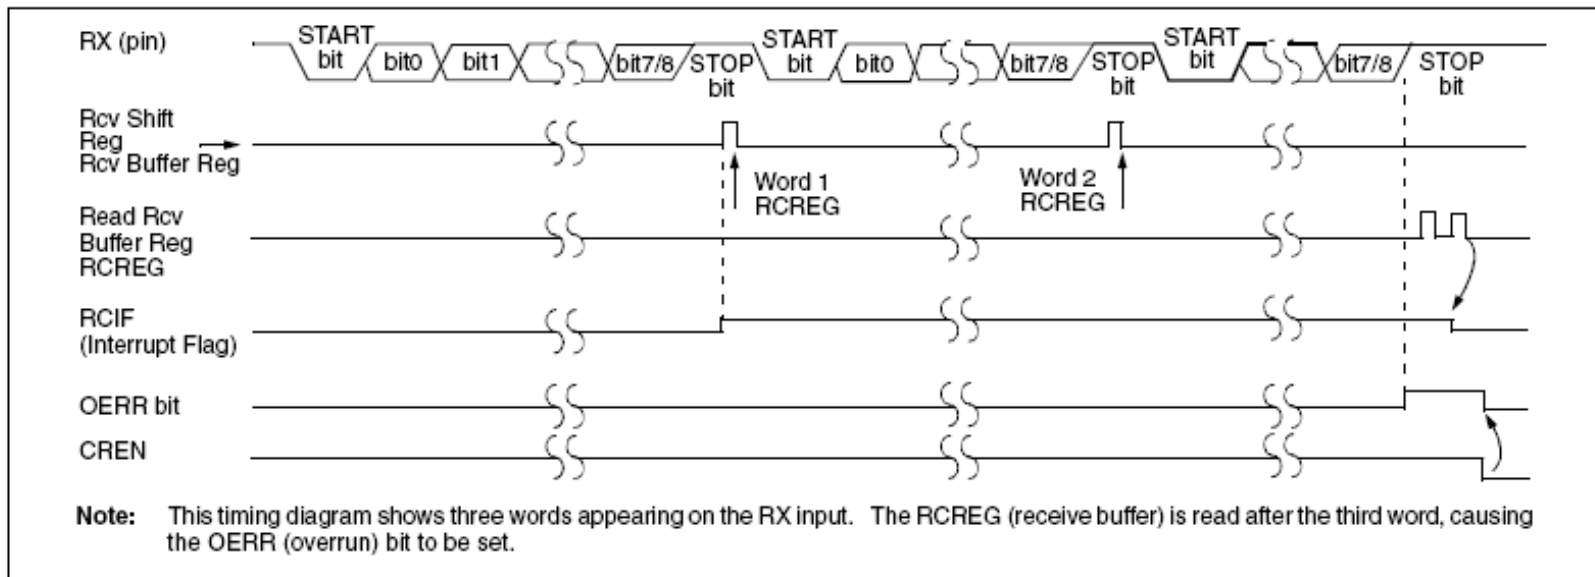 RX (pin)
START
bit
bit0
bit1
bit7/8
STOP
bit
START
bit
bit0
bit7/8
STOP
bit
START
bit
bit7/8
STOP
bit
Rcv Shift
Reg
Rcv Buffer Reg
Word 1
RCREG
Word 2
RCREG
Read Rcv
Buffer Reg
RCREG
RCIF
(Interrupt Flag)
OERR bit
CREN
Note: This timing diagram shows three words appearing on the RX input. The RCREG (receive buffer) is read after the third word, causing
the OERR (overrun) bit to be set.